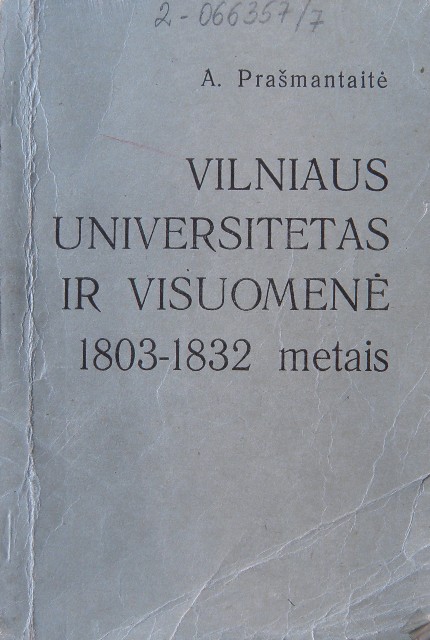 2-066357/7
A. Prašmantaitė
VILNIAUS
UNIVERSITETAS
IR VISUOMENĖ
1803-1832 metais